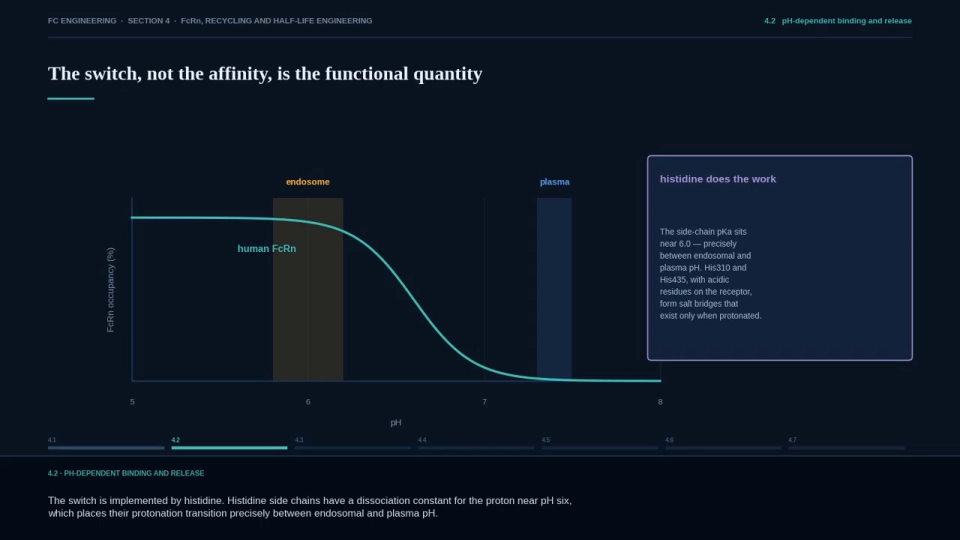 FC ENGINEERING · SECTION 4 · FcRn, RECYCLING AND HALF-LIFE ENGINEERING
4.2 pH-dependent binding and release
The switch, not the affinity, is the functional quantity
endosome
plasma
human FcRn
FcRn occupancy (%)
5
6
7
8
pH
histidine does the work
The side-chain pKa sits
near 6.0 — precisely
between endosomal and
plasma pH. His310 and
His435, with acidic
residues on the receptor,
form salt bridges that
exist only when protonated.
4.1
4.2
4.3
4.4
4.5
4.6
4.7
4.2 · PH-DEPENDENT BINDING AND RELEASE
The switch is implemented by histidine. Histidine side chains have a dissociation constant for the proton near pH six,
which places their protonation transition precisely between endosomal and plasma pH.